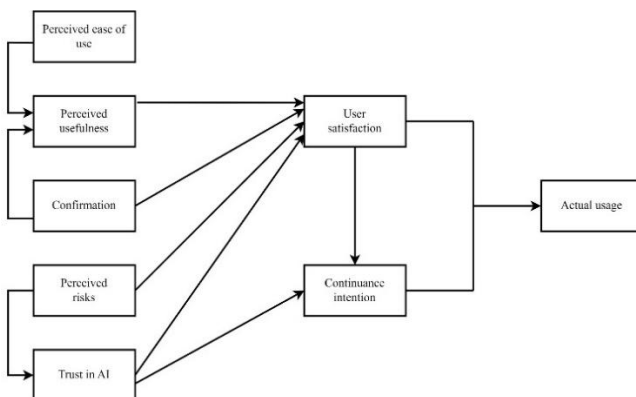 Perceived ease of
use
Perceived
usefulness
User
satisfaction
Confirmation
Actual usage
Perceived
risks
Continuance
intention
Trust in AI